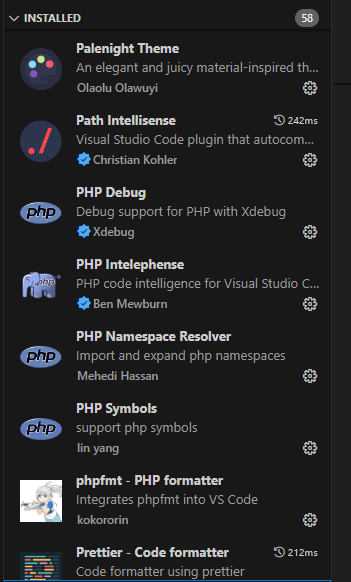 INSTALLED 58
Palenight Theme
An elegant and juicy material-inspired th...
Olaolu Olawuyi
Path Intellisense 242ms
Visual Studio Code plugin that autocom...
Christian Kohler
php
PHP Debug
Debug support for PHP with Xdebug
Xdebug
php
PHP Intelephense
PHP code intelligence for Visual Studio C...
Ben Mewburn
php
PHP Namespace Resolver
Import and expand php namespaces
Mehedi Hassan
php
PHP Symbols
support php symbols
lin yang
phpfmt - PHP formatter
Integrates phpfmt into VS Code
kokororin
Prettier - Code formatter 212ms
Code formatter using prettier